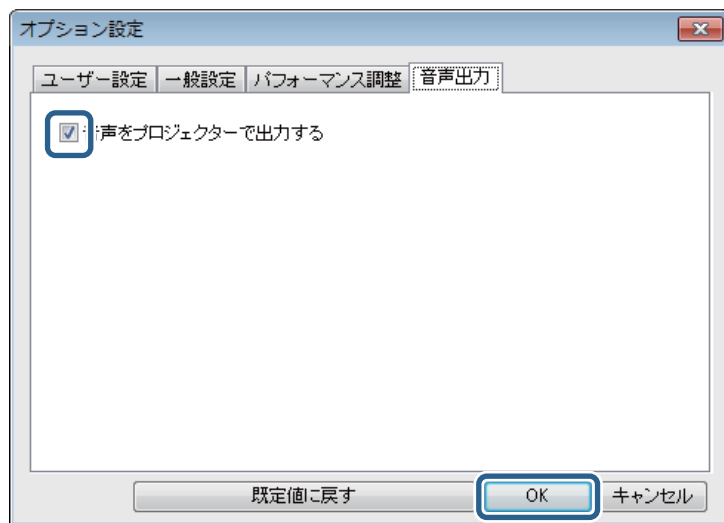 オプション設定
ユーザー設定 一般設定 パフォーマンス調整 音声出力
音声をプロジェクターで出力する
既定値に戻す OK キャンセル